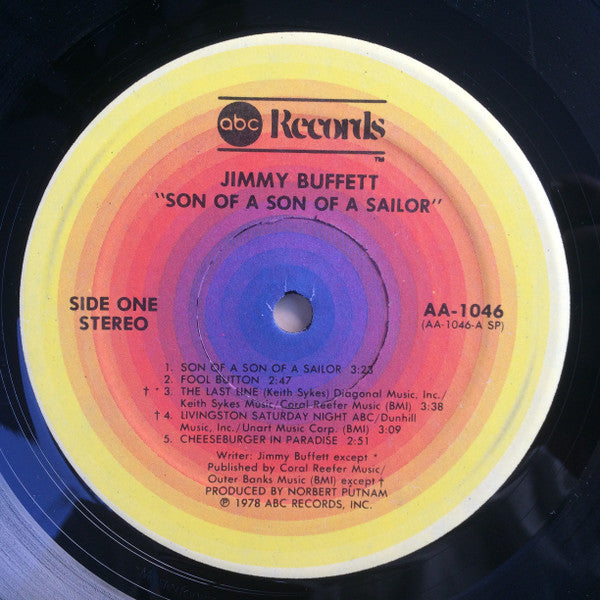 abc Records
TM
JIMMY BUFFETT
"SON OF A SON OF A SAILOR"
SIDE ONE
STEREO
AA-1046
(AA-1046-A SP)
1. SON OF A SON OF A SAILOR 3:23
2. FOOL BUTTON 2:47
† * 3. THE LAST LINE (Keith Sykes) Diagonal Music, Inc./
Keith Sykes Music/Coral Reefer Music (BMI) 3:38
† 4. LIVINGSTON SATURDAY NIGHT ABC/Dunhill
Music, Inc./Unart Music Corp. (BMI) 3:09
5. CHEESEBURGER IN PARADISE 2:51
Writer: Jimmy Buffett except *
Published by Coral Reefer Music/
Outer Banks Music (BMI) except †
PRODUCED BY NORBERT PUTNAM
℗ 1978 ABC RECORDS, INC.